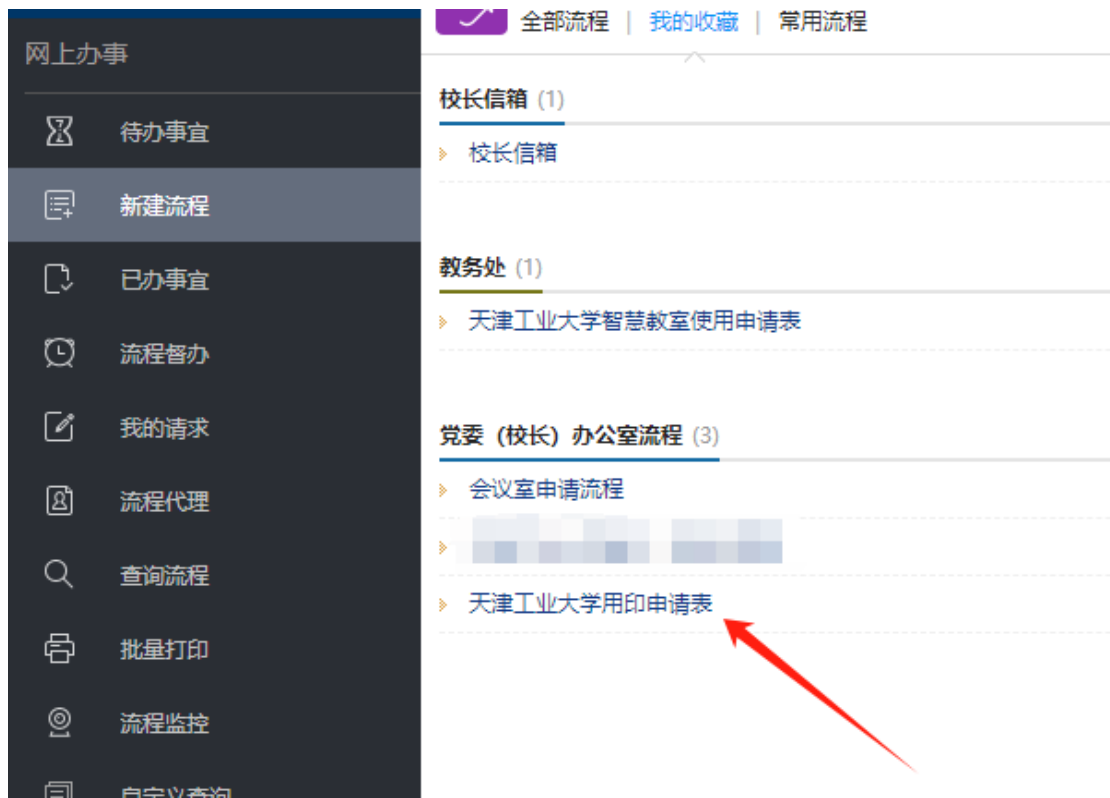 网上办事
待办事宜
新建流程
已办事宜
流程督办
我的请求
流程代理
查询流程
批量打印
流程监控
自定义查询
全部流程 | 我的收藏 | 常用流程
校长信箱 (1)
校长信箱
教务处 (1)
天津工业大学智慧教室使用申请表
党委（校长）办公室流程 (3)
会议室申请流程
天津工业大学用印申请表